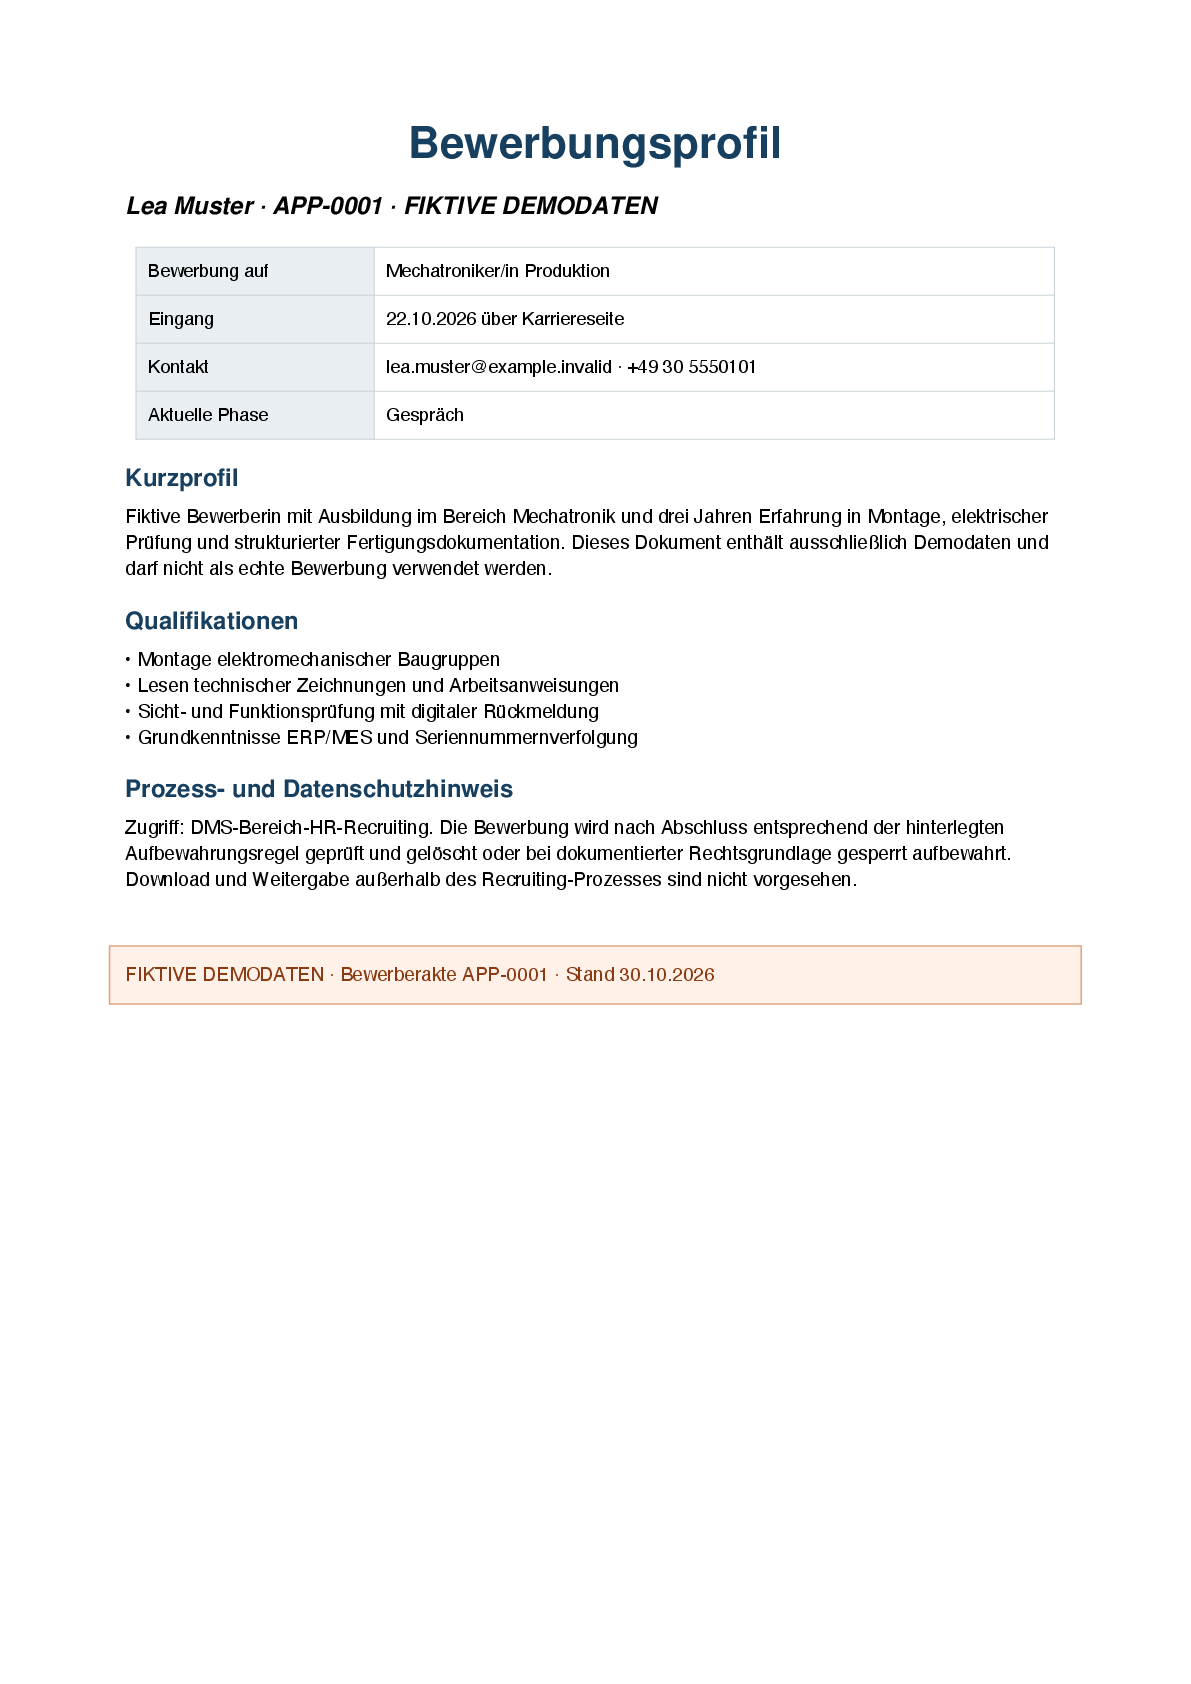 Bewerbungsprofil
Lea Muster · APP-0001 · FIKTIVE DEMODATEN
Bewerbung auf Mechatroniker/in Produktion
Eingang 22.10.2026 über Karriereseite
Kontakt lea.muster@example.invalid · +49 30 5550101
Aktuelle Phase Gespräch
Kurzprofil
Fiktive Bewerberin mit Ausbildung im Bereich Mechatronik und drei Jahren Erfahrung in Montage, elektrischer
Prüfung und strukturierter Fertigungsdokumentation. Dieses Dokument enthält ausschließlich Demodaten und
darf nicht als echte Bewerbung verwendet werden.
Qualifikationen
• Montage elektromechanischer Baugruppen
• Lesen technischer Zeichnungen und Arbeitsanweisungen
• Sicht- und Funktionsprüfung mit digitaler Rückmeldung
• Grundkenntnisse ERP/MES und Seriennummernverfolgung
Prozess- und Datenschutzhinweis
Zugriff: DMS-Bereich-HR-Recruiting. Die Bewerbung wird nach Abschluss entsprechend der hinterlegten
Aufbewahrungsregel geprüft und gelöscht oder bei dokumentierter Rechtsgrundlage gesperrt aufbewahrt.
Download und Weitergabe außerhalb des Recruiting-Prozesses sind nicht vorgesehen.
FIKTIVE DEMODATEN · Bewerberakte APP-0001 · Stand 30.10.2026